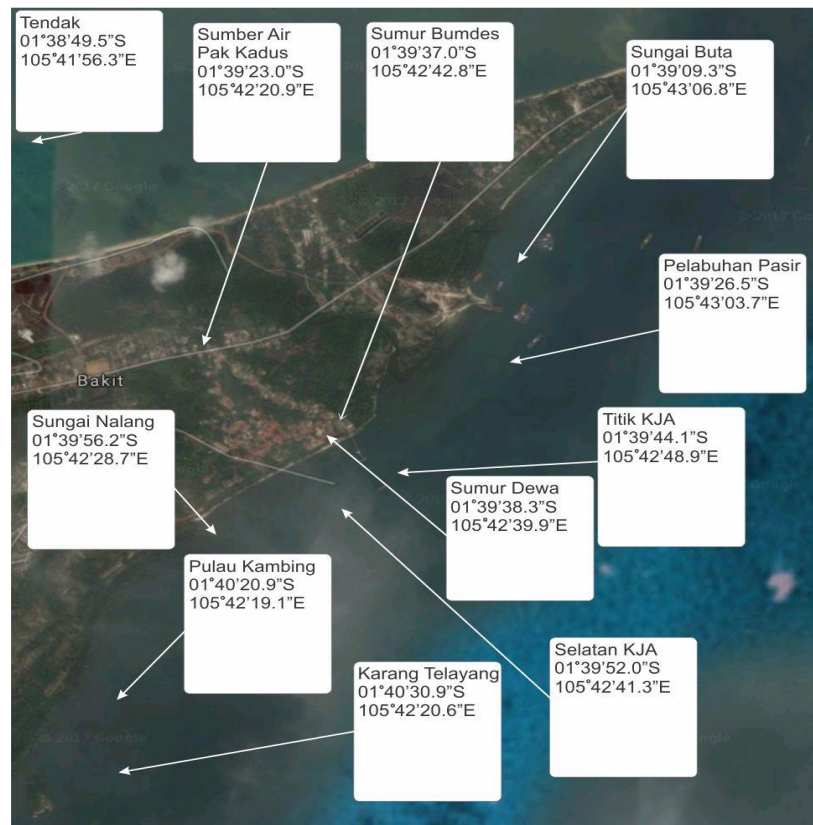 Tendak
01°38’49.5”S
105°41’56.3”E
Sumber Air
Pak Kadus
01°39’23.0”S
105°42’20.9”E
Sumur Bumdes
01°39’37.0”S
105°42’42.8”E
Sungai Buta
01°39’09.3”S
105°43’06.8”E
© 2017 Google
Pelabuhan Pasir
01°39’26.5”S
105°43’03.7”E
Bakit
Sungai Nalang
01°39’56.2”S
105°42’28.7”E
Titik KJA
01°39’44.1”S
105°42’48.9”E
Sumur Dewa
01°39’38.3”S
105°42’39.9”E
Pulau Kambing
01°40’20.9”S
105°42’19.1”E
Selatan KJA
01°39’52.0”S
105°42’41.3”E
Karang Telayang
01°40’30.9”S
105°42’20.6”E
© 2017 Google